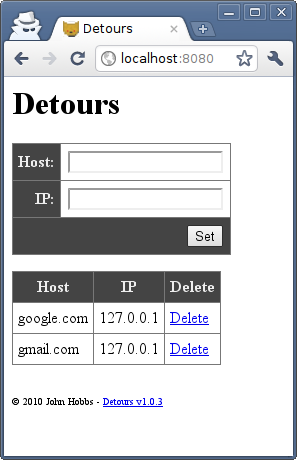 Detours
localhost:8080
Detours
Host:
IP:
Set
Host IP Delete
google.com 127.0.0.1 Delete
gmail.com 127.0.0.1 Delete
© 2010 John Hobbs - Detours v1.0.3